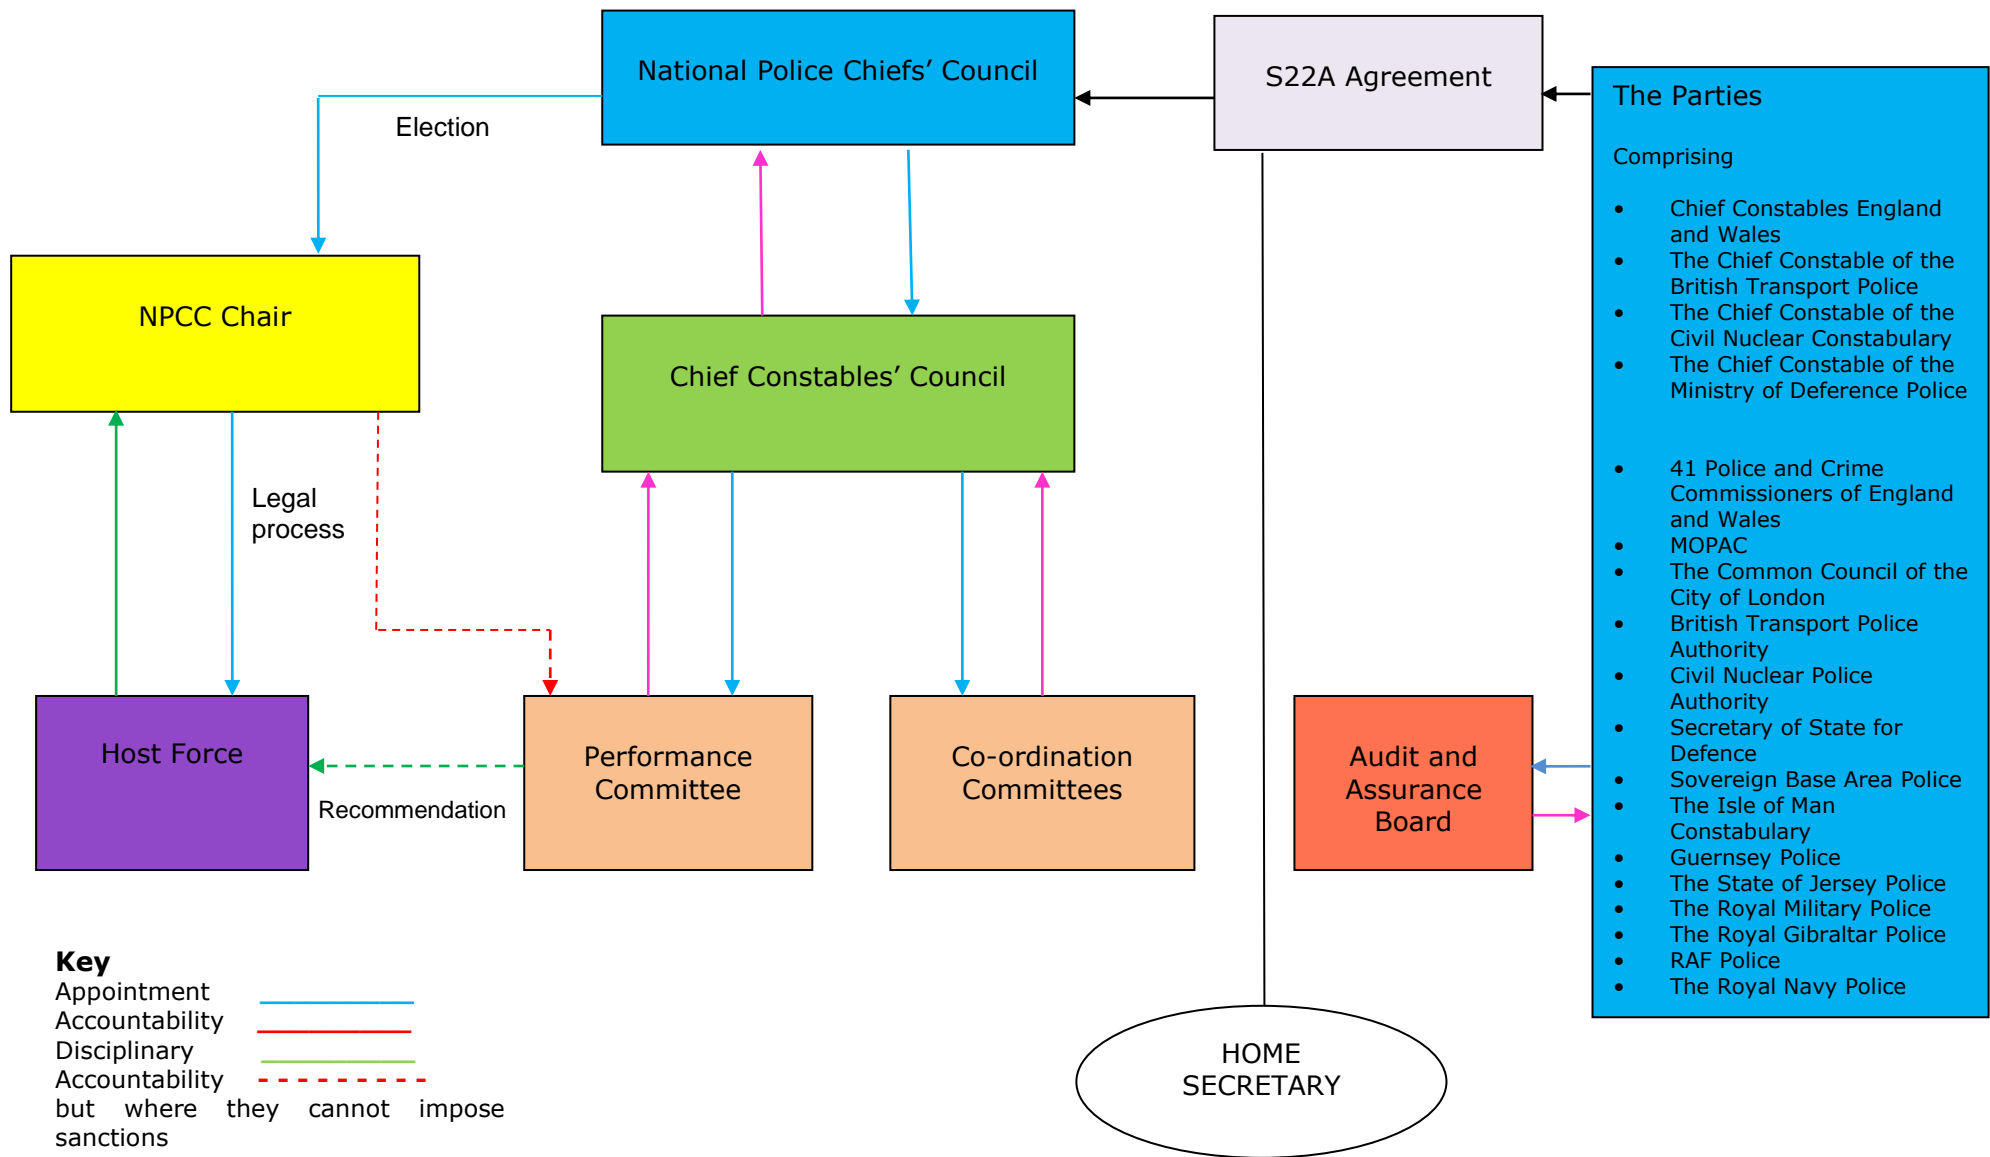 National Police Chiefs’ Council
S22A Agreement
The Parties
Comprising
• Chief Constables England
and Wales
• The Chief Constable of the
British Transport Police
• The Chief Constable of the
Civil Nuclear Constabulary
• The Chief Constable of the
Ministry of Deference Police
• 41 Police and Crime
Commissioners of England
and Wales
• MOPAC
• The Common Council of the
City of London
• British Transport Police
Authority
• Civil Nuclear Police
Authority
• Secretary of State for
Defence
• Sovereign Base Area Police
• The Isle of Man
Constabulary
• Guernsey Police
• The State of Jersey Police
• The Royal Military Police
• The Royal Gibraltar Police
• RAF Police
• The Royal Navy Police
Election
NPCC Chair
Chief Constables’ Council
Legal
process
Host Force
Recommendation
Performance
Committee
Co-ordination
Committees
Audit and
Assurance
Board
HOME
SECRETARY
Key
Appointment
Accountability
Disciplinary
Accountability
but where they cannot impose
sanctions